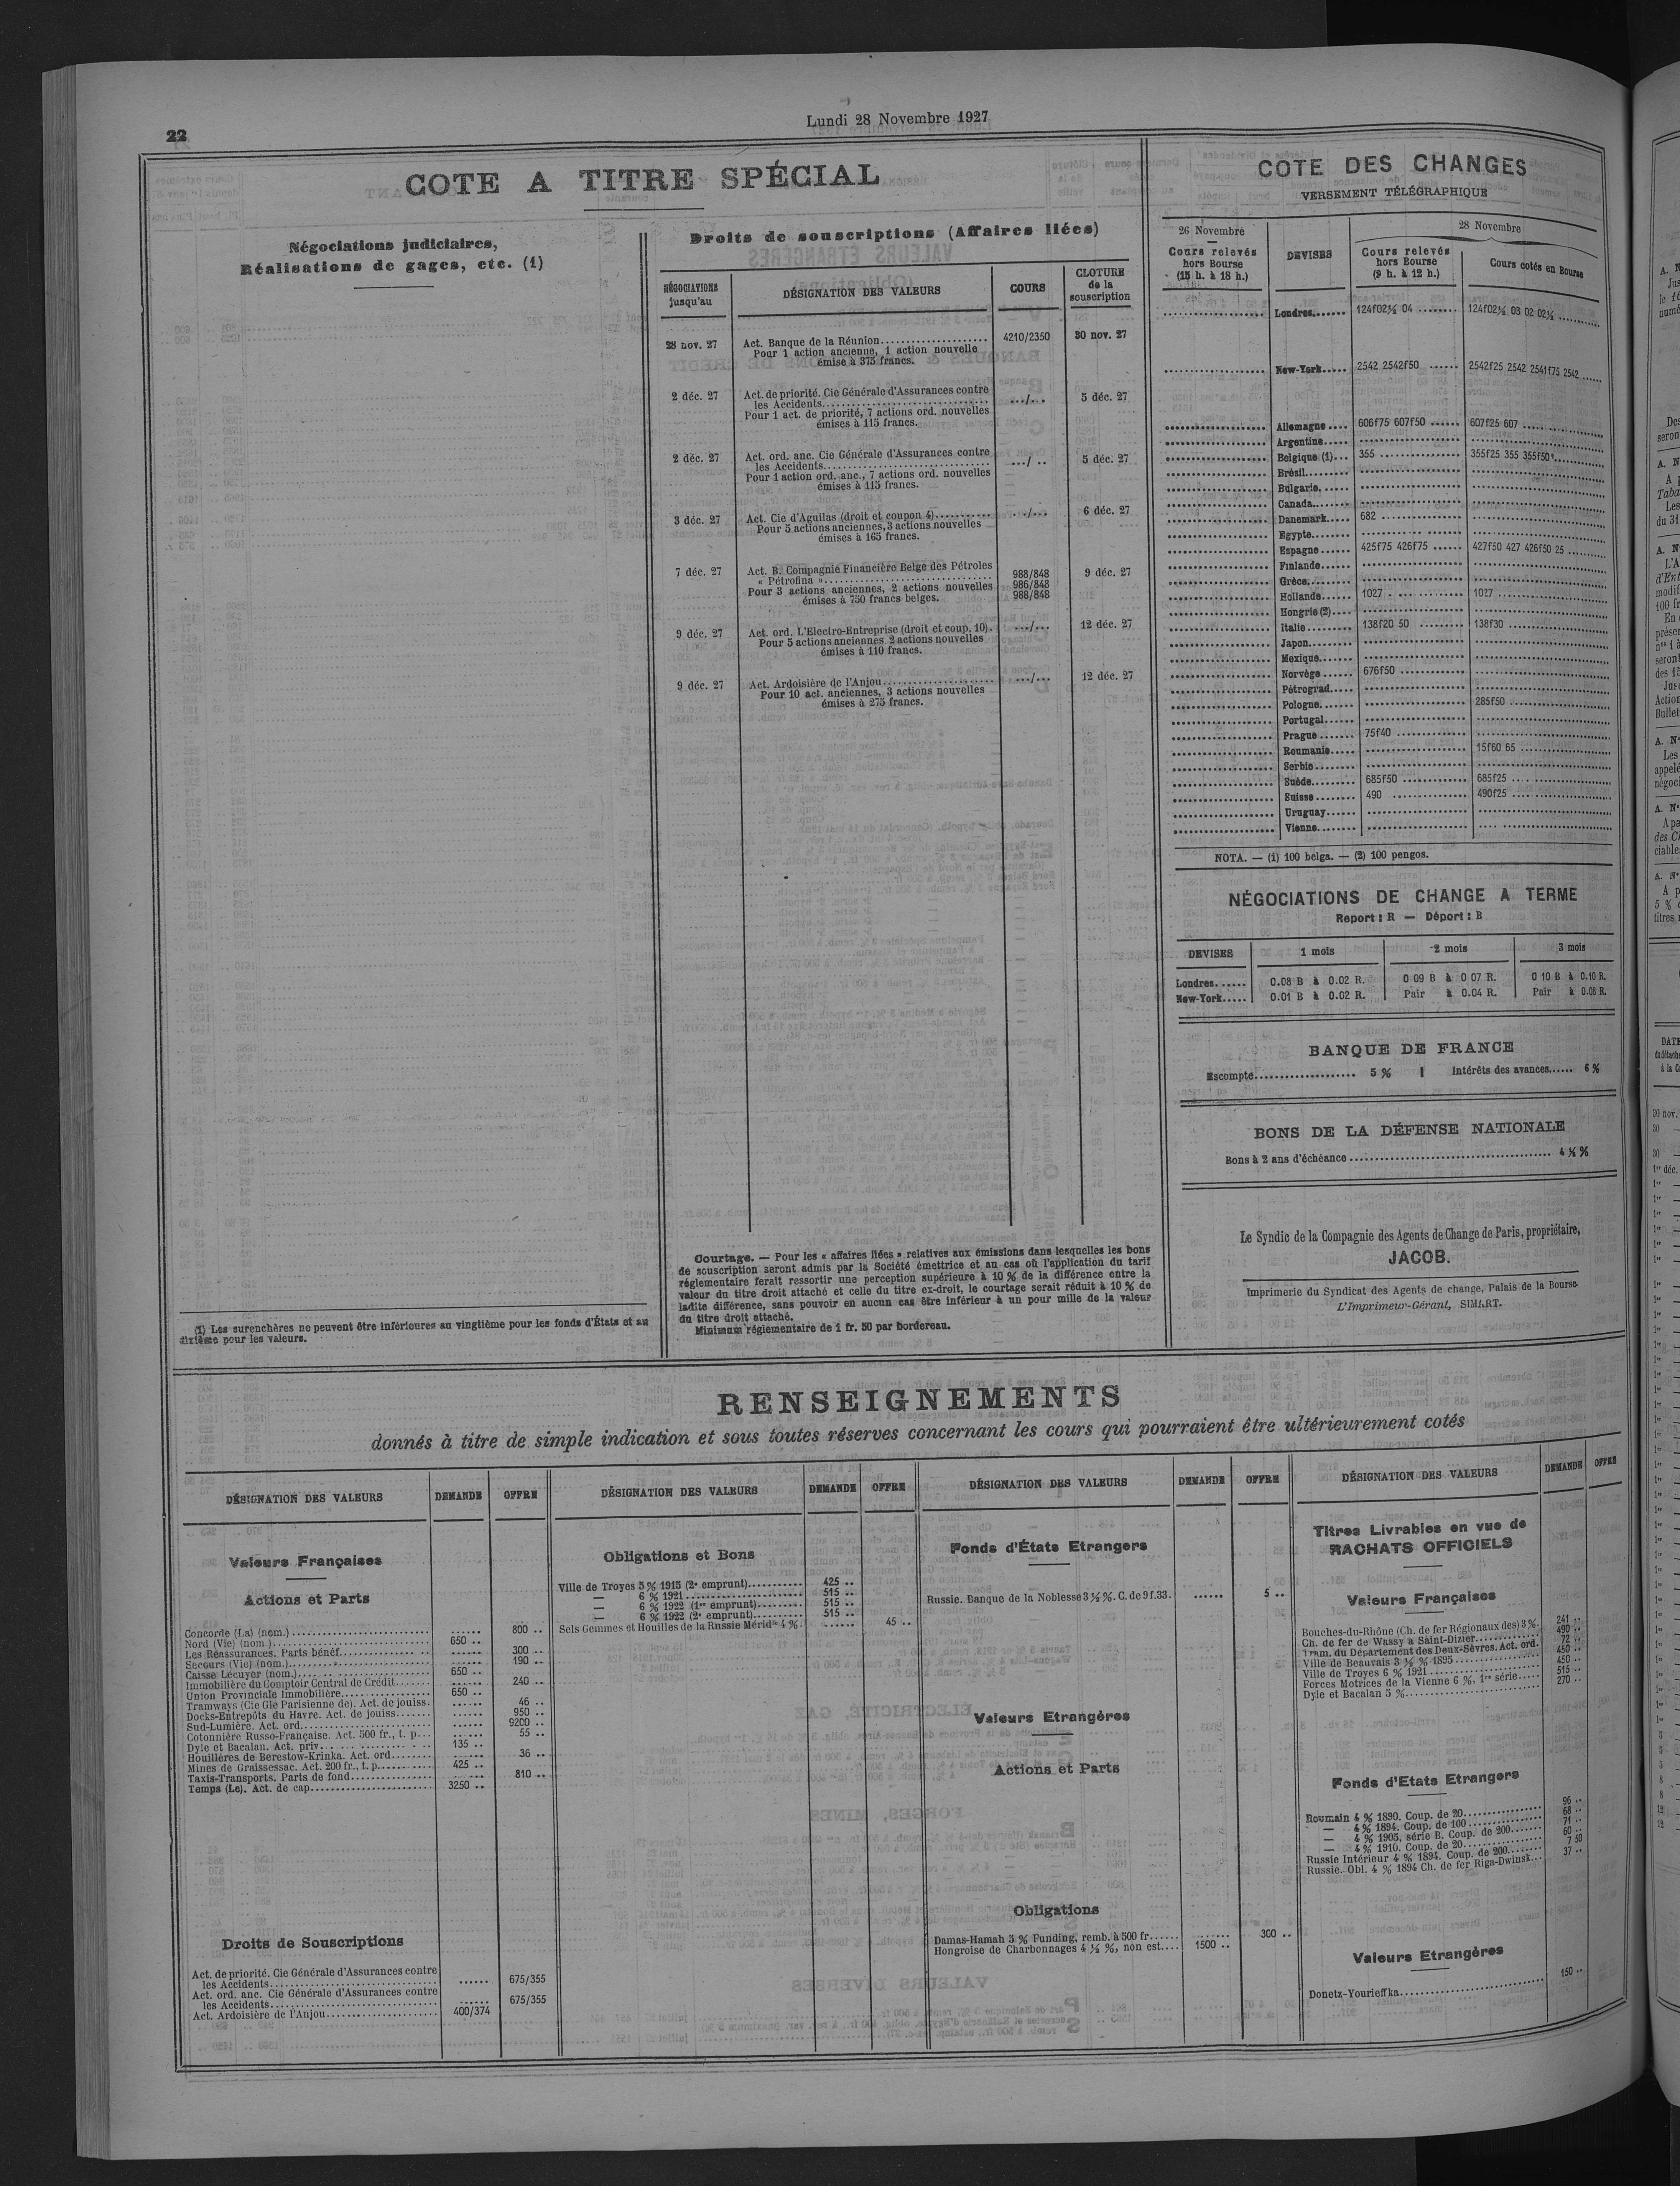 22
Lundi 28 Novembre 1927
COTE A TITRE SPÉCIAL
Négociations judiciaires,
Réalisations de gages, etc. (1)
(1) Les surenchères ne peuvent être inférieures au vingtième pour les fonds d'États et au
dixième pour les valeurs.
Droits de souscriptions (Affaires liées)
NÉGOCIATIONS jusqu'au | DÉSIGNATION DES VALEURS | COURS | CLOTURE de la souscription
28 nov. 27 Act. Banque de la Réunion 4210/2350 30 nov. 27
Pour 1 action ancienne, 1 action nouvelle
émise à 375 francs.
2 déc. 27 Act. de priorité. Cie Générale d'Assurances contre
les Accidents .../... 5 déc. 27
Pour 1 act. de priorité, 7 actions ord. nouvelles
émises à 115 francs.
2 déc. 27 Act. ord. anc. Cie Générale d'Assurances contre
les Accidents .../.. 5 déc. 27
Pour 1 action ord. anc., 7 actions ord. nouvelles
émises à 115 francs.
3 déc. 27 Act. Cie d'Aguilas (droit et coupon 4) .../... 6 déc. 27
Pour 5 actions anciennes, 3 actions nouvelles
émises à 165 francs.
7 déc. 27 Act. B. Compagnie Financière Belge des Pétroles
« Pétrofina » 988/848 9 déc. 27
Pour 3 actions anciennes, 2 actions nouvelles 986/848
émises à 750 francs belges. 988/848
9 déc. 27 Act. ord. L'Electro-Entreprise (droit et coup. 10). .../... 12 déc. 27
Pour 5 actions anciennes 2 actions nouvelles
émises à 110 francs.
9 déc. 27 Act. Ardoisière de l'Anjou .../... 12 déc. 27
Pour 10 act. anciennes, 3 actions nouvelles
émises à 275 francs.
Courtage. — Pour les « affaires liées » relatives aux émissions dans lesquelles les bons
de souscription seront admis par la Société émettrice et au cas où l'application du tarif
réglementaire ferait ressortir une perception supérieure à 10 % de la différence entre la
valeur du titre droit attaché et celle du titre ex-droit, le courtage serait réduit à 10 % de
ladite différence, sans pouvoir en aucun cas être inférieur à un pour mille de la valeur
du titre droit attaché.
Minimum réglementaire de 1 fr. 50 par bordereau.
COTE DES CHANGES
VERSEMENT TÉLÉGRAPHIQUE
26 Novembre
Cours relevés
hors Bourse
(15 h. à 18 h.)
DEVISES
28 Novembre
Cours relevés
hors Bourse
(9 h. à 12 h.)
Cours cotés en Bourse
Londres 124f02½ 04 124f02½ 03 02 02½
New-York 2542 2542f50 2542f25 2542 2541f75 2542
Allemagne 606f75 607f50 607f25 607
Argentine
Belgique (1) 355 355f25 355 355f50
Brésil
Bulgarie
Canada
Danemark 682
Egypte
Espagne 425f75 426f75 427f50 427 426f50 25
Finlande
Grèce
Hollande 1027 1027
Hongrie (2)
Italie 138f20 50 138f30
Japon
Mexique
Norvège 676f50
Pétrograd
Pologne 285f50
Portugal
Prague 75f40
Roumanie 15f60 65
Serbie
Suède 685f50 685f25
Suisse 490 490f25
Uruguay
Vienne
NOTA. — (1) 100 belga. — (2) 100 pengos.
NÉGOCIATIONS DE CHANGE A TERME
Report : R — Déport : B
DEVISES | 1 mois | 2 mois | 3 mois
Londres 0.08 B à 0.02 R. 0 09 B à 0 07 R. 0 10 B à 0.10 R.
New-York 0.01 B à 0.02 R. Pair à 0.04 R. Pair à 0.08 R.
BANQUE DE FRANCE
Escompte 5 % Intérêts des avances 6 %
BONS DE LA DÉFENSE NATIONALE
Bons à 2 ans d'échéance 4 ½ %
Le Syndic de la Compagnie des Agents de Change de Paris, propriétaire,
JACOB.
Imprimerie du Syndicat des Agents de change, Palais de la Bourse.
L'Imprimeur-Gérant, SIMART.
RENSEIGNEMENTS
donnés à titre de simple indication et sous toutes réserves concernant les cours qui pourraient être ultérieurement cotés
DÉSIGNATION DES VALEURS | DEMANDE | OFFRE
Valeurs Françaises
Actions et Parts
Concorde (La) (nom.) ...... 800 ..
Nord (Vie) (nom.) 650 ..
Les Réassurances. Parts bénéf. ...... 300 ..
Secours (Vie) (nom.) ...... 190 ..
Caisse Lécuyer (nom.) 650 ..
Immobilière du Comptoir Central de Crédit ...... 240 ..
Union Provinciale Immobilière 650 ..
Tramways (Cie Gle Parisienne de). Act. de jouiss. ...... 46 ..
Docks-Entrepôts du Havre. Act. de jouiss ...... 950 ..
Sud-Lumière. Act. ord. ...... 9200 ..
Cotonnière Russo-Française. Act. 500 fr., t. p. ...... 55 ..
Dyle et Bacalan. Act. priv. 135 ..
Houillères de Berestow-Krinka. Act. ord. ...... 36 ..
Mines de Graissessac. Act. 200 fr., t. p. 425 ..
Taxis-Transports. Parts de fond. ...... 810 ..
Temps (Le). Act. de cap. 3250 ..
Droits de Souscriptions
Act. de priorité. Cie Générale d'Assurances contre
les Accidents ...... 675/355
Act. ord. anc. Cie Générale d'Assurances contre
les Accidents ...... 675/355
Act. Ardoisière de l'Anjou 400/374
DÉSIGNATION DES VALEURS | DEMANDE | OFFRE
Obligations et Bons
Ville de Troyes 5 % 1915 (2e emprunt) 425 ..
— 6 % 1921 515 ..
— 6 % 1922 (1er emprunt) 515 ..
— 6 % 1922 (2e emprunt) 515 ..
Sels Gemmes et Houilles de la Russie Méridle 4 % ...... 45 ..
DÉSIGNATION DES VALEURS | DEMANDE | OFFRE
Fonds d'États Etrangers
Russie. Banque de la Noblesse 3 ½ %. C. de 9 f. 33. ...... 5 ..
Valeurs Etrangères
Actions et Parts
Obligations
Damas-Hamah 5 % Funding, remb. à 500 fr. ...... 300 ..
Hongroise de Charbonnages 4 ½ %, non est. 1500 ..
DÉSIGNATION DES VALEURS | DEMANDE | OFFRE
Titres Livrables en vue de
RACHATS OFFICIELS
Valeurs Françaises
Bouches-du-Rhône (Ch. de fer Régionaux des) 3 %. 241 ..
Ch. de fer de Wassy à Saint-Dizier 490 ..
Tram. du Département des Deux-Sèvres. Act. ord. 72 ..
Ville de Beauvais 3 ½ % 1895 450 ..
Ville de Troyes 6 % 1921 450 ..
Forces Motrices de la Vienne 6 %, 1re série 515 ..
Dyle et Bacalan 5 % 270 ..
Fonds d'Etats Etrangers
Roumain 4 % 1890. Coup. de 20 96 ..
— 4 % 1894. Coup. de 100 68 ..
— 4 % 1905, série B. Coup. de 200 71 ..
— 4 % 1910. Coup. de 20 60 ..
Russie Intérieur 4 % 1894. Coup. de 200 7 50
Russie. Obl. 4 % 1894 Ch. de fer Riga-Dwinsk 37 ..
Valeurs Etrangères
Donetz-Yourieffka 150 ..